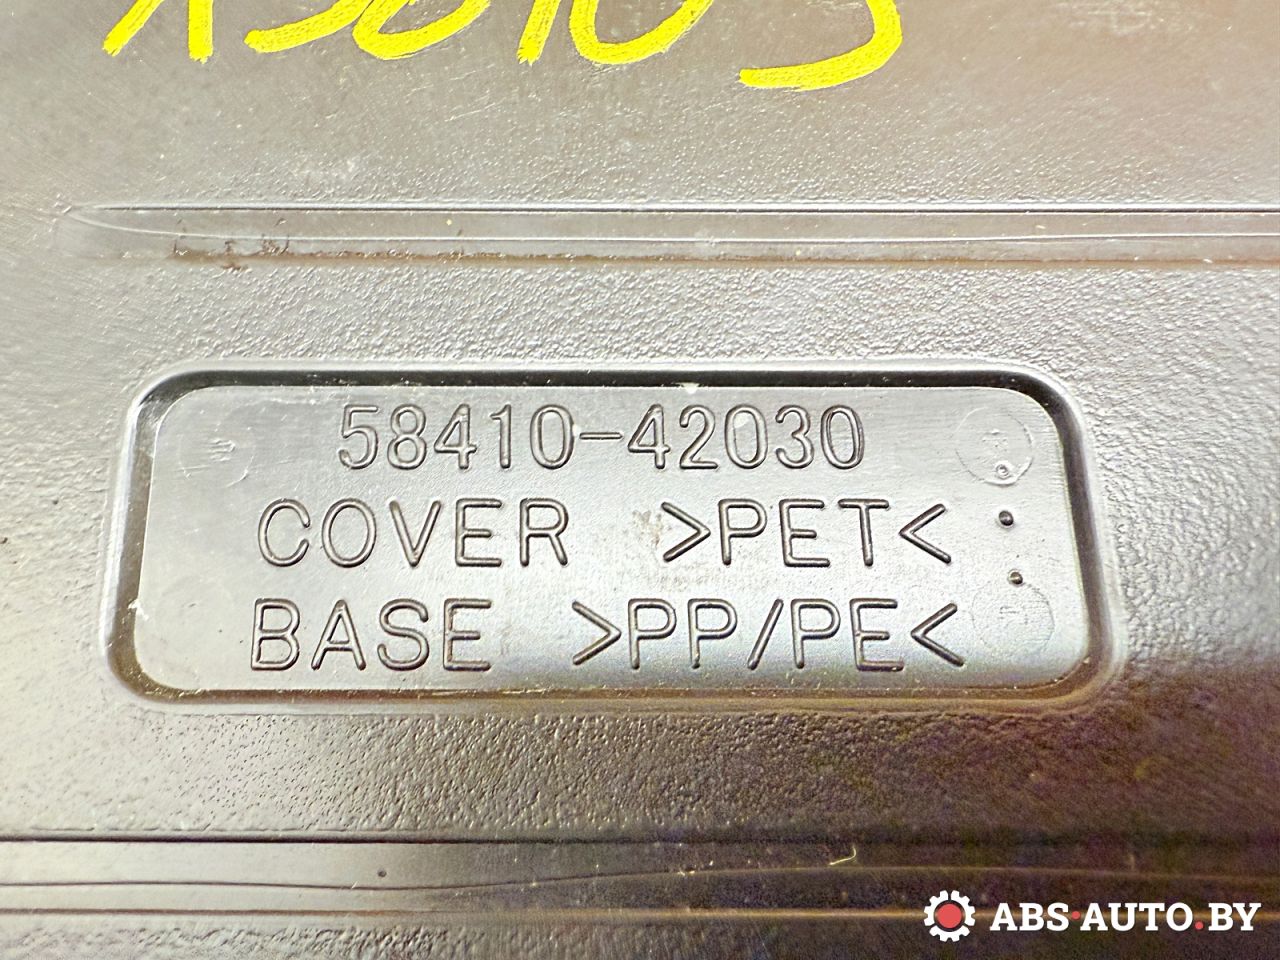 58410-42030
COVER >PET<
BASE >PP/PE<
ABS·AUTO.BY